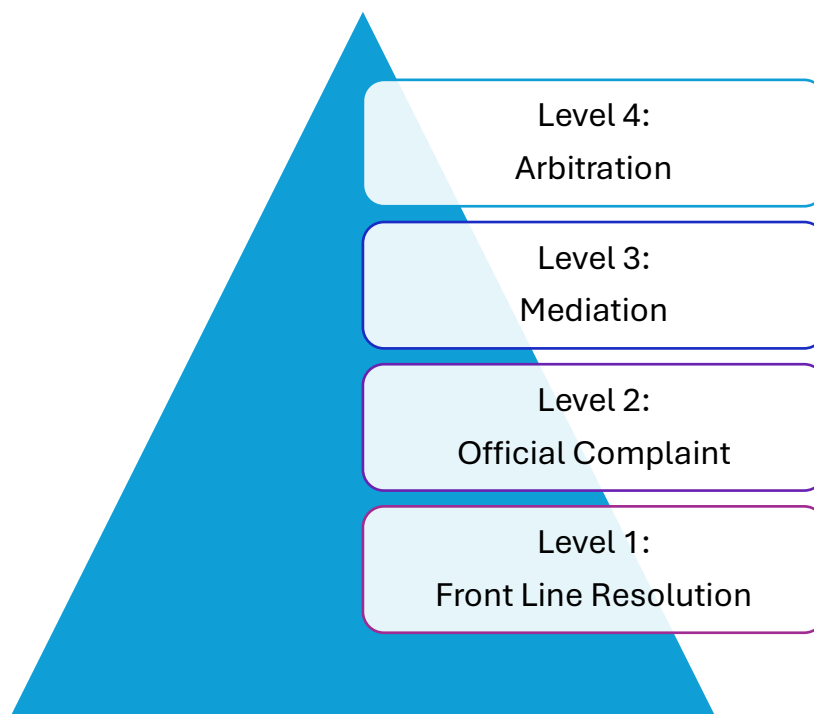 Level 4:
Arbitration
Level 3:
Mediation
Level 2:
Official Complaint
Level 1:
Front Line Resolution